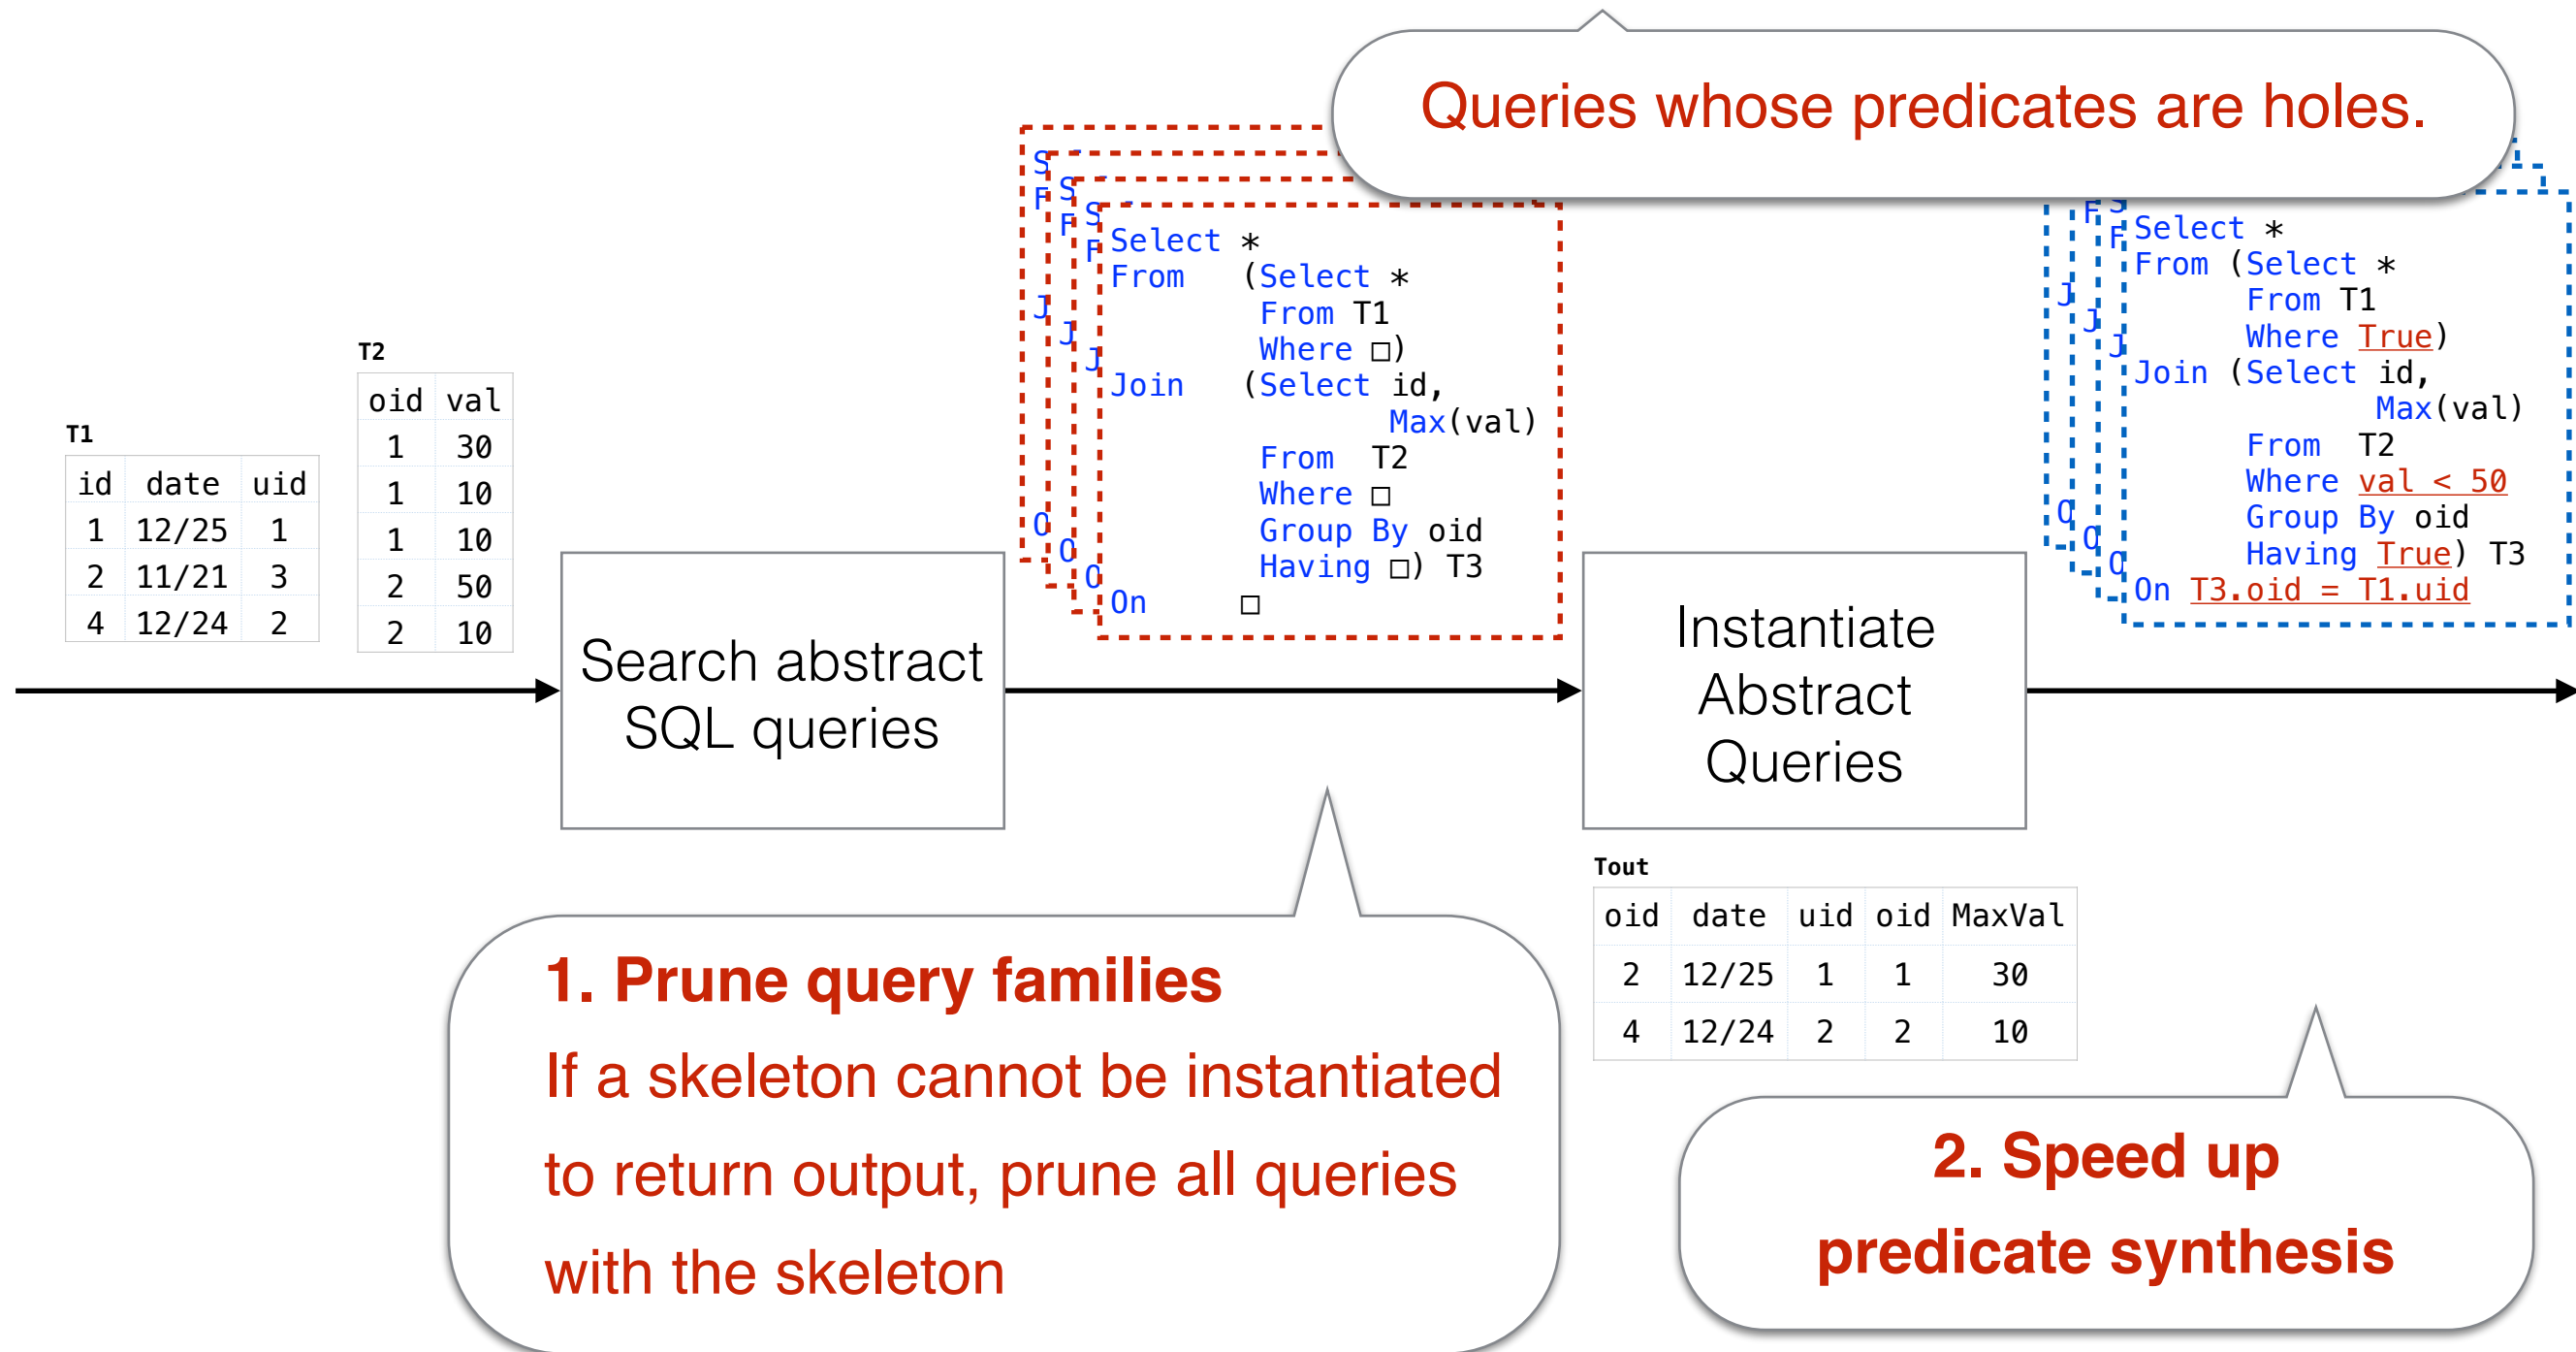 Queries whose predicates are holes.
S
F
J
O
S
F
J
O
S
F
J
O
Select *
From (Select *
From T1
Where □)
Join (Select id,
Max(val)
From T2
Where □
Group By oid
Having □) T3
On □
J
O
F
J
O
S
F
J
O
Select *
From (Select *
From T1
Where True)
Join (Select id,
Max(val)
From T2
Where val < 50
Group By oid
Having True) T3
On T3.oid = T1.uid
T1
id date uid
1 12/25 1
2 11/21 3
4 12/24 2
T2
oid val
1 30
1 10
1 10
2 50
2 10
Search abstract
SQL queries
Instantiate
Abstract
Queries
Tout
oid date uid oid MaxVal
2 12/25 1 1 30
4 12/24 2 2 10
1. Prune query families
If a skeleton cannot be instantiated
to return output, prune all queries
with the skeleton
2. Speed up
predicate synthesis